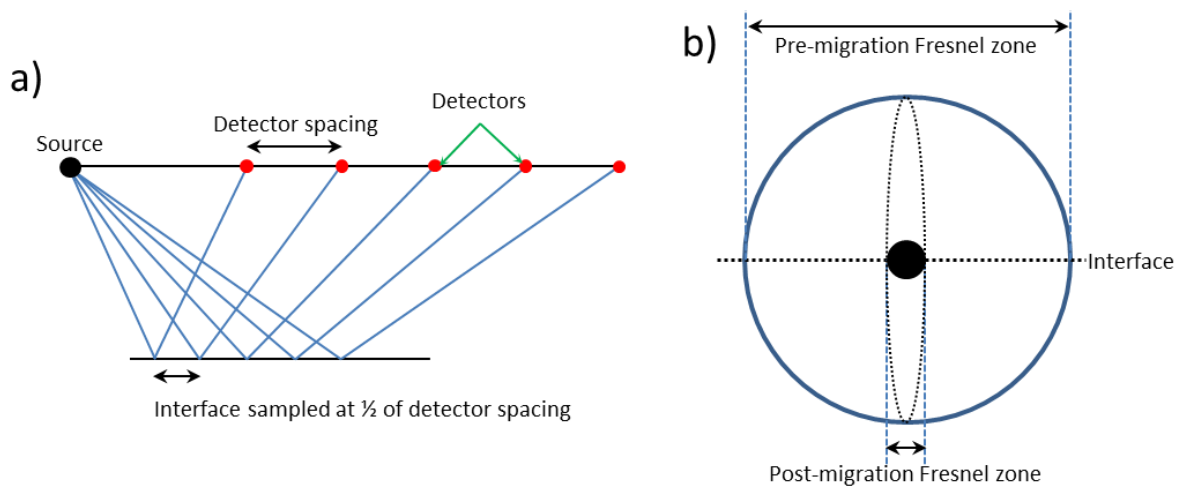 a)
Source
Detector spacing
Detectors
Interface sampled at ½ of detector spacing
b)
Pre-migration Fresnel zone
Interface
Post-migration Fresnel zone